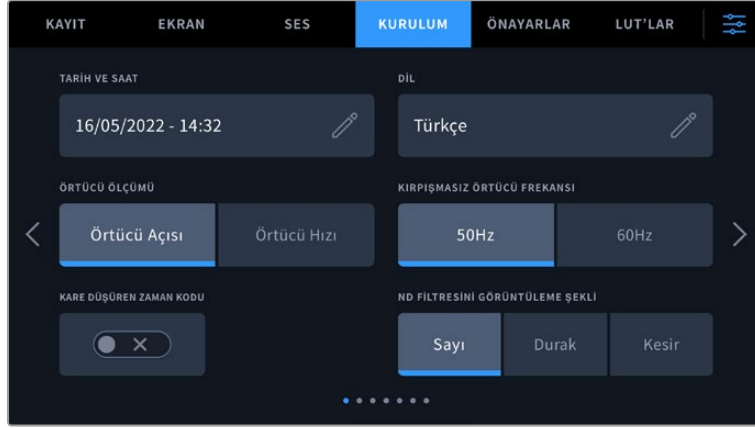 KAYIT EKRAN SES KURULUM ÖNAYARLAR LUT’LAR
TARİH VE SAAT DİL
16/05/2022 - 14:32 Türkçe
ÖRTÜCÜ ÖLÇÜMÜ KIRPIŞMASIZ ÖRTÜCÜ FREKANSI
Örtücü Açısı Örtücü Hızı 50Hz 60Hz
KARE DÜŞÜREN ZAMAN KODU ND FİLTRESİNİ GÖRÜNTÜLEME ŞEKLİ
Sayı Durak Kesir